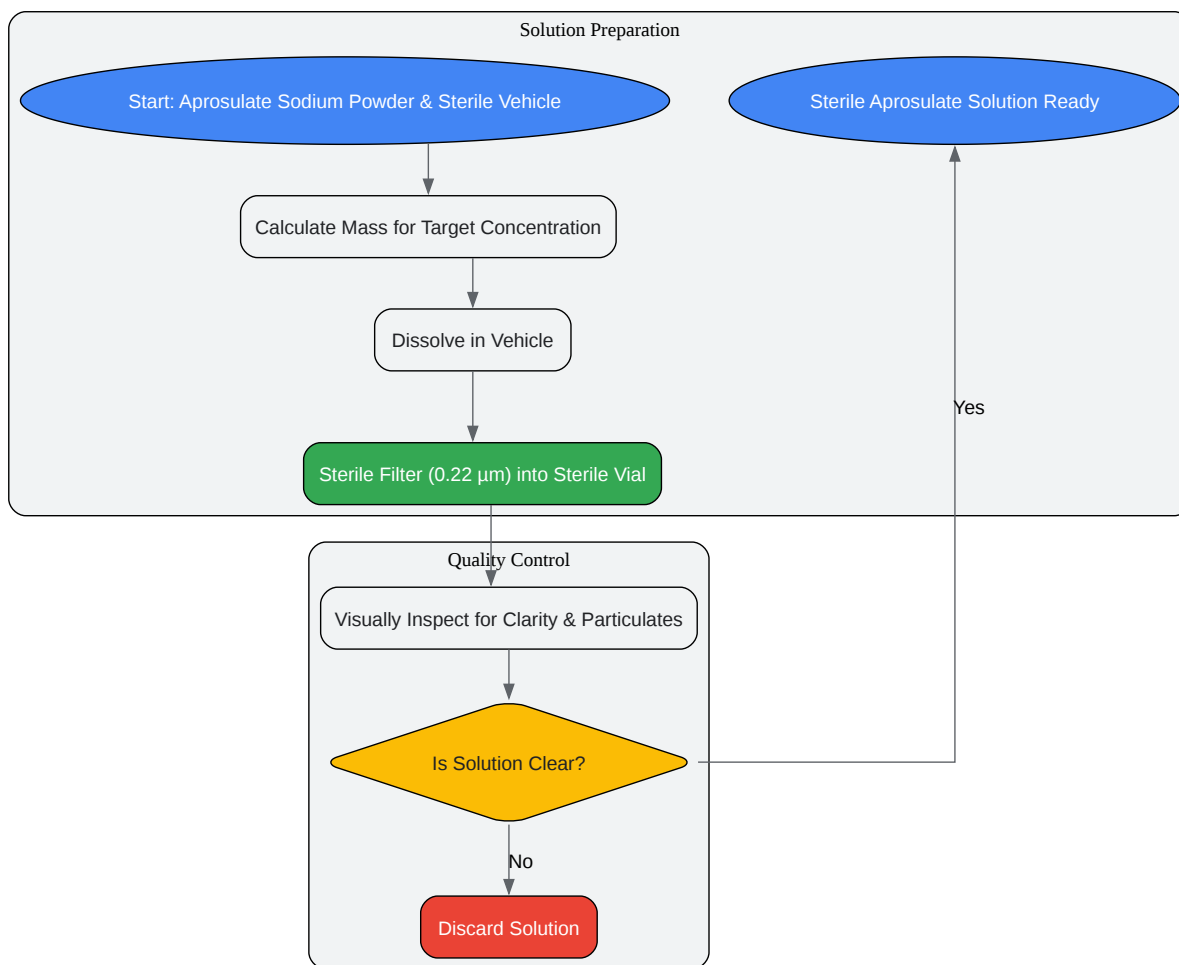 Solution Preparation
Start: Aprosulate Sodium Powder & Sterile Vehicle
Sterile Aprosulate Solution Ready
Calculate Mass for Target Concentration
Dissolve in Vehicle
Yes
Sterile Filter (0.22 µm) into Sterile Vial
Quality Control
Visually Inspect for Clarity & Particulates
Is Solution Clear?
No
Discard Solution